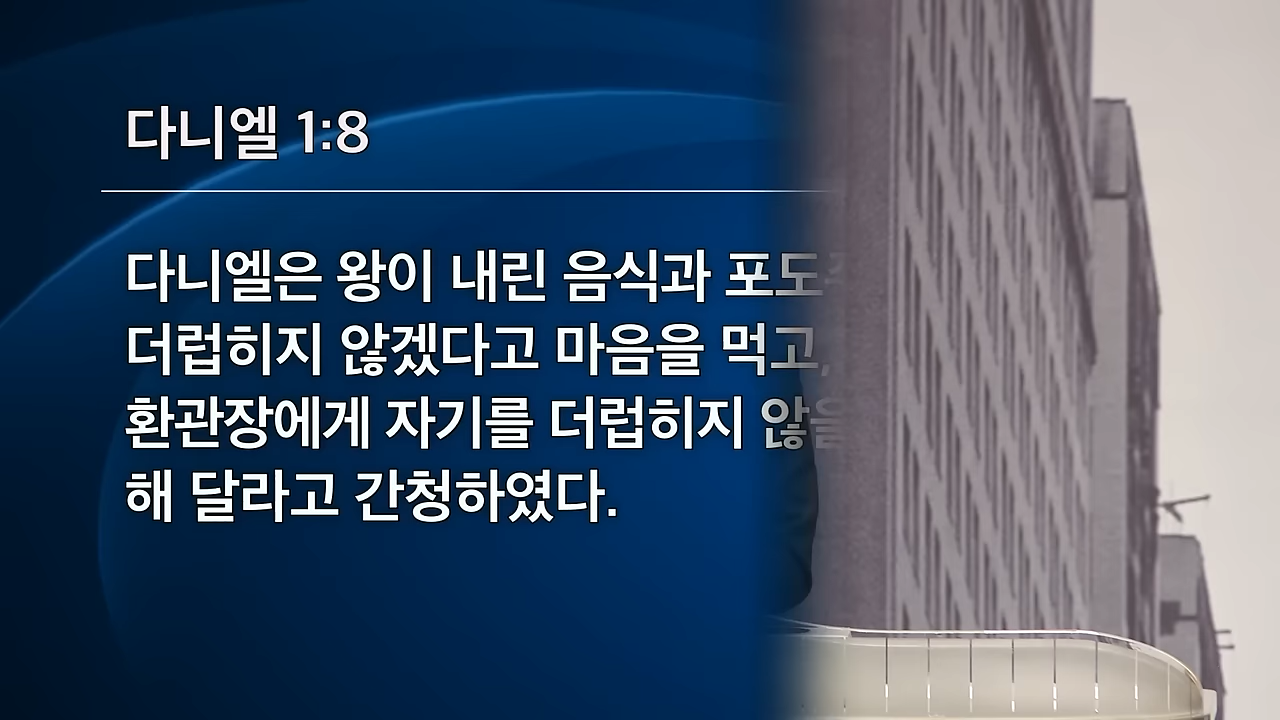 다니엘 1:8
다니엘은 왕이 내린 음식과
더럽히지 않겠다고 마음을 먹고,
환관장에게 자기를 더럽히지
해 달라고 간청하였다.